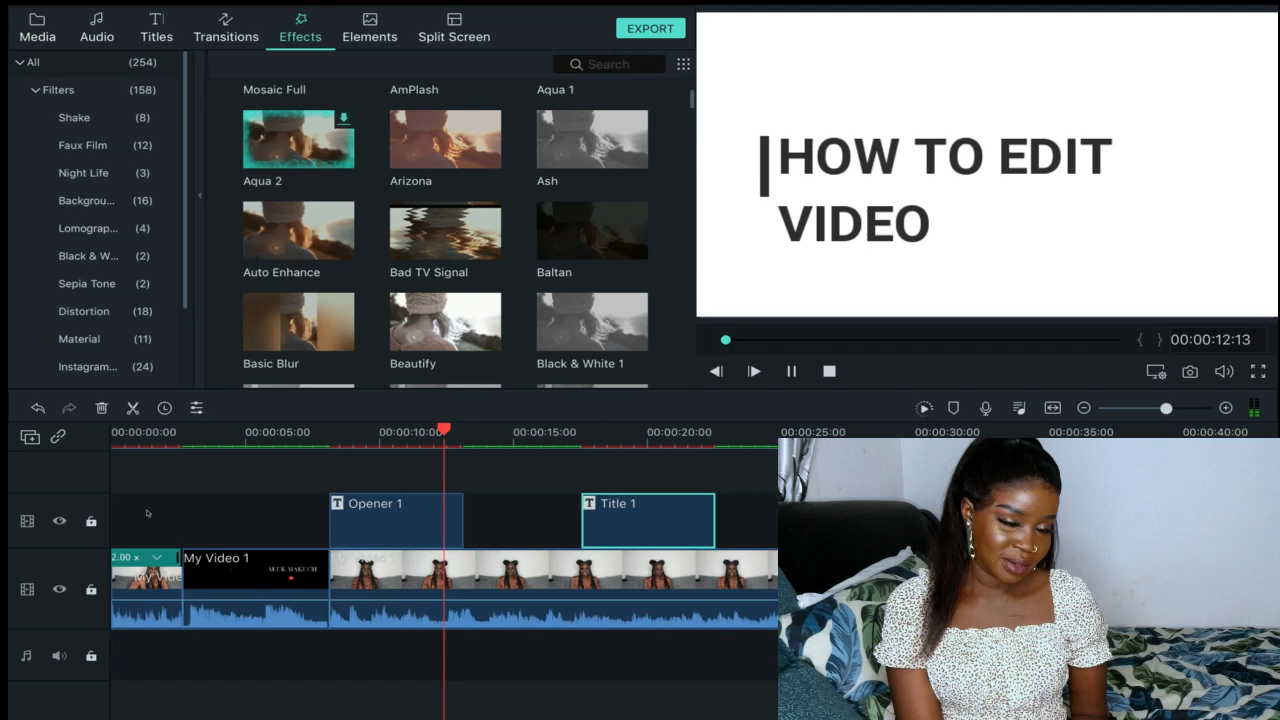 Media
Audio
Titles
Transitions
Effects
Elements
Split Screen
EXPORT
All (254)
Filters (158)
Shake (8)
Faux Film (12)
Night Life (3)
Backgrou... (16)
Lomograp... (4)
Black & W... (2)
Sepia Tone (2)
Distortion (18)
Material (11)
Instagram... (24)
Search
Mosaic Full
AmPlash
Aqua 1
Aqua 2
Arizona
Ash
Auto Enhance
Bad TV Signal
Baltan
Basic Blur
Beautify
Black & White 1
HOW TO EDIT
VIDEO
{ } 00:00:12:13
00:00:00:00
00:00:05:00
00:00:10:00
00:00:15:00
00:00:20:00
00:00:25:00
00:00:30:00
00:00:35:00
00:00:40:00
T Opener 1
T Title 1
2.00 x
My Vide
My Video 1